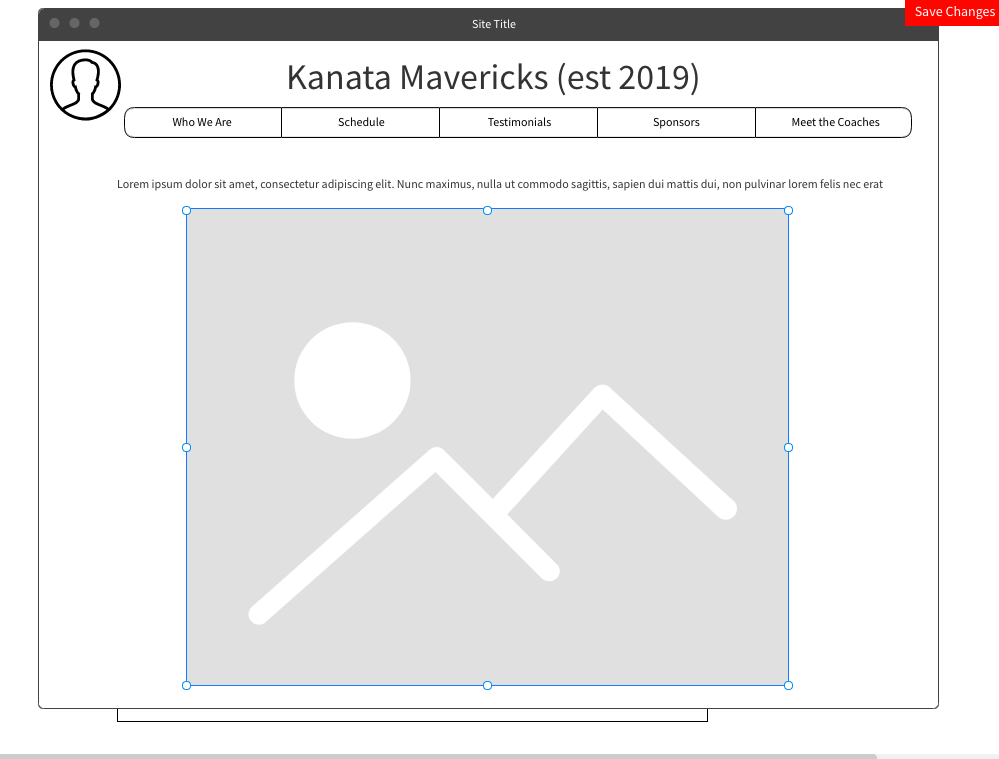 Save Changes
Site Title
Kanata Mavericks (est 2019)
Who We Are
Schedule
Testimonials
Sponsors
Meet the Coaches
Lorem ipsum dolor sit amet, consectetur adipiscing elit. Nunc maximus, nulla ut commodo sagittis, sapien dui mattis dui, non pulvinar lorem felis nec erat